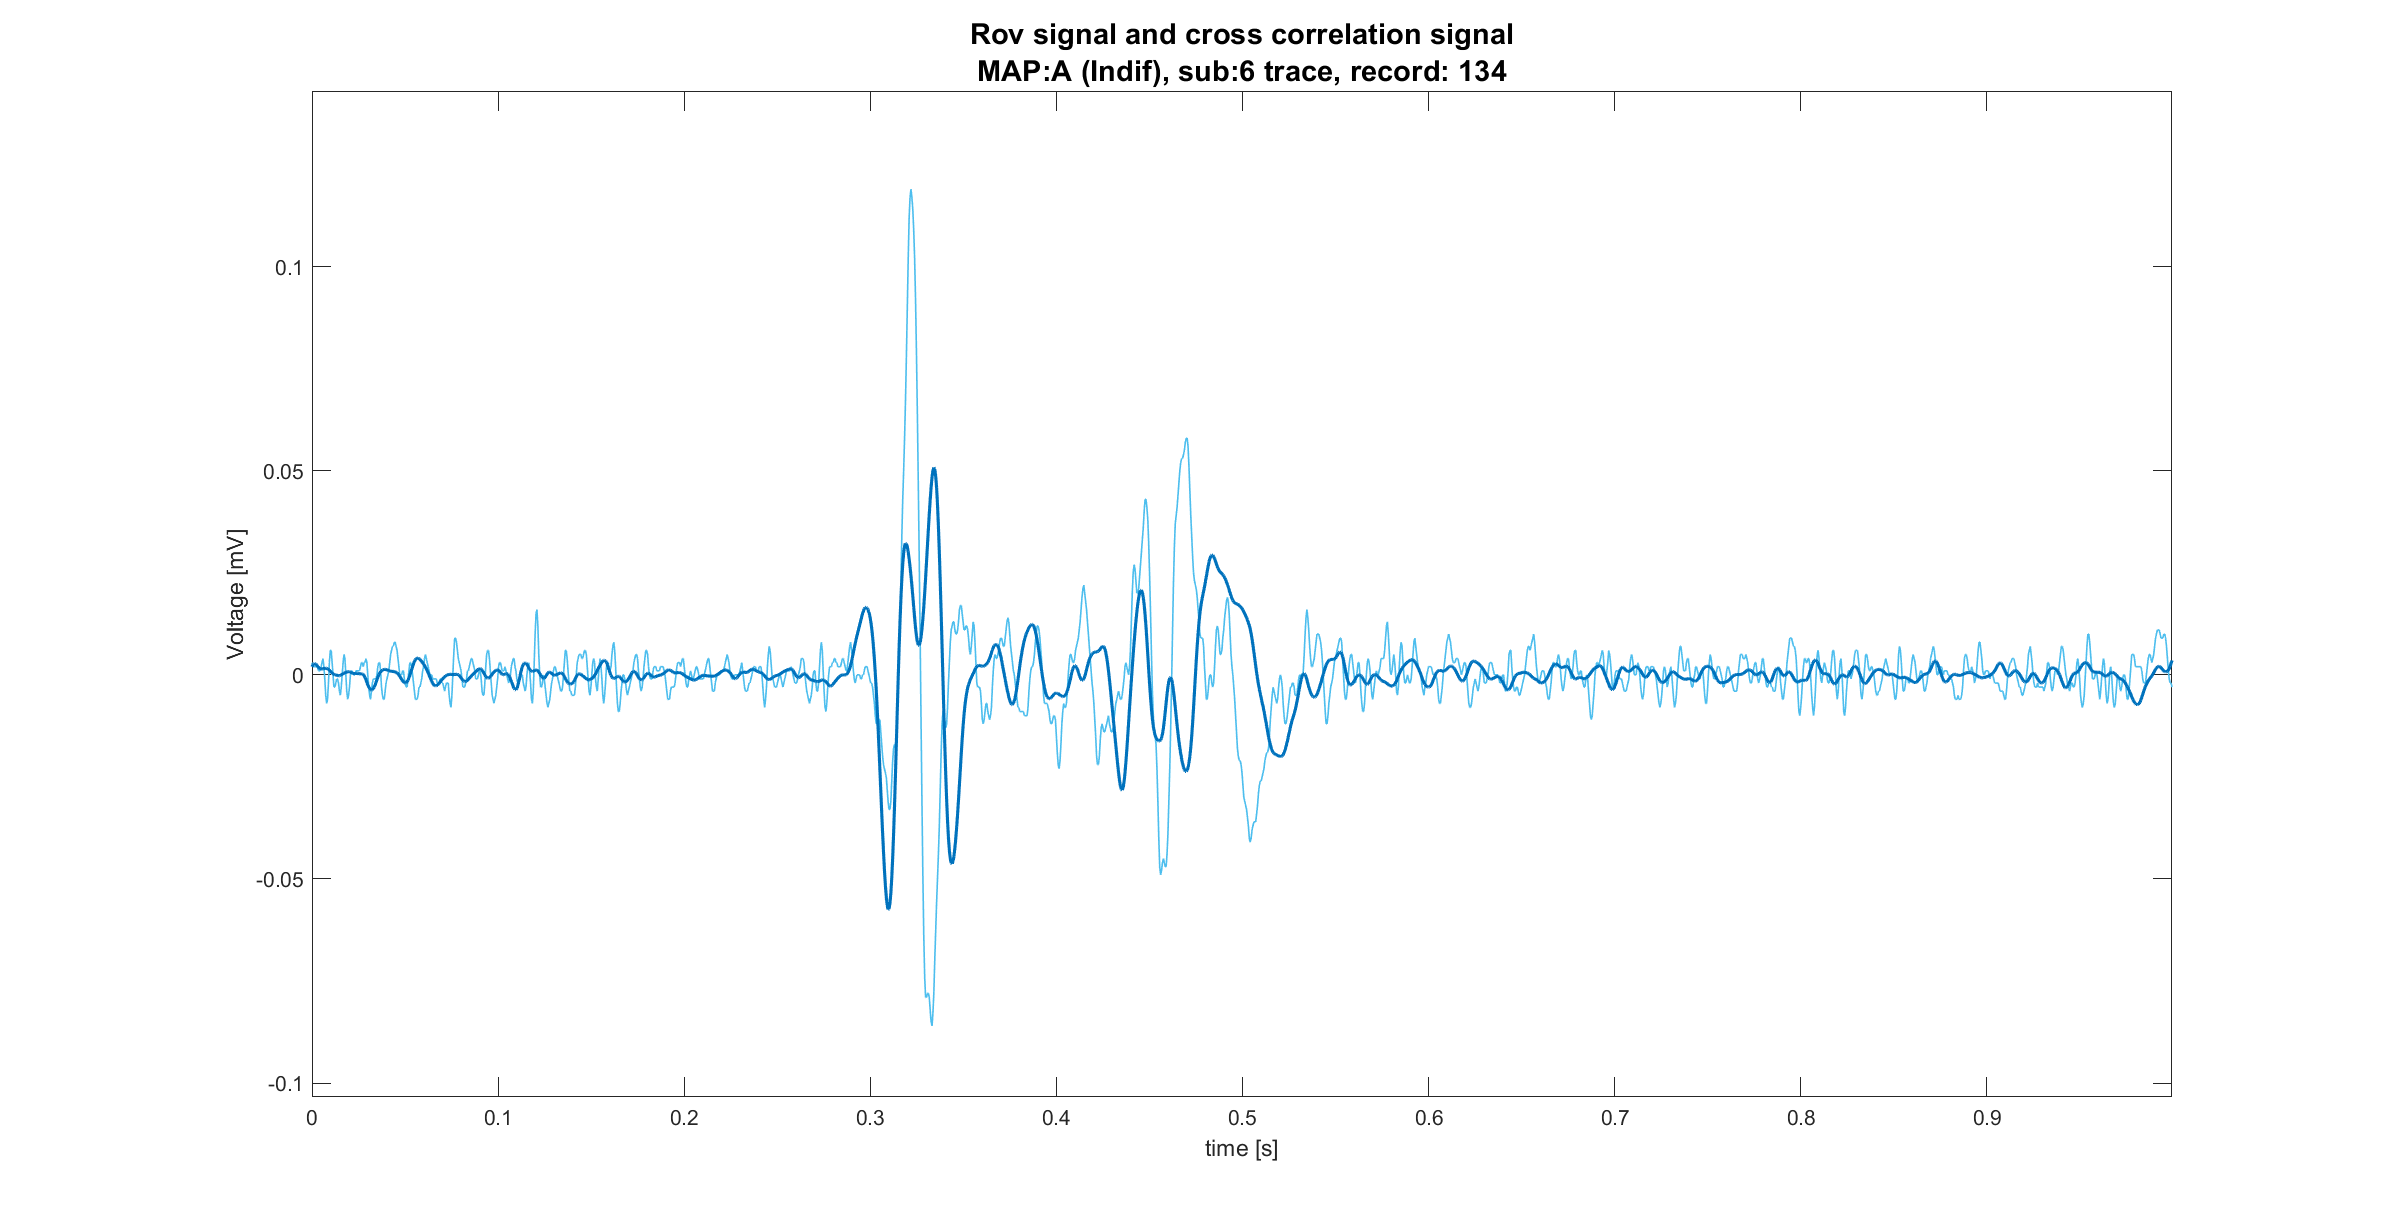 Rov signal and cross correlation signal
MAP:A (Indif), sub:6 trace, record: 134
Voltage [mV]
0.1
0.05
0
-0.05
-0.1
0 0.1 0.2 0.3 0.4 0.5 0.6 0.7 0.8 0.9
time [s]